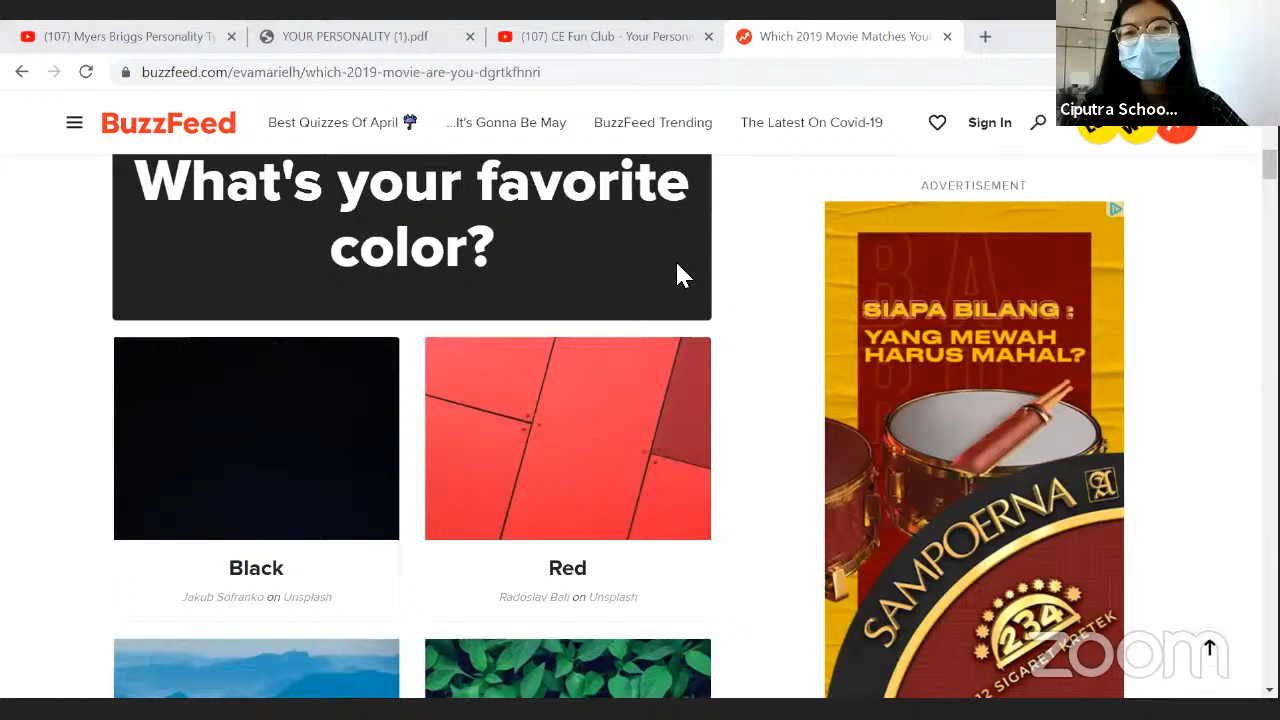 (107) Myers Briggs Personality Ty
YOUR PERSONALITY (1).pdf
(107) CE Fun Club - Your Persona
Which 2019 Movie Matches You
buzzfeed.com/evamarielh/which-2019-movie-are-you-dgrtkfhnri
Ciputra Schoo...
BuzzFeed
Best Quizzes Of April
...It's Gonna Be May
BuzzFeed Trending
The Latest On Covid-19
Sign In
What's your favorite
color?
Black
Jakub Sofranko on Unsplash
Red
Radoslav Bali on Unsplash
ADVERTISEMENT
SIAPA BILANG :
YANG MEWAH
HARUS MAHAL?
SAMPOERNA A
234
12 SIGARET KRETEK
zoom